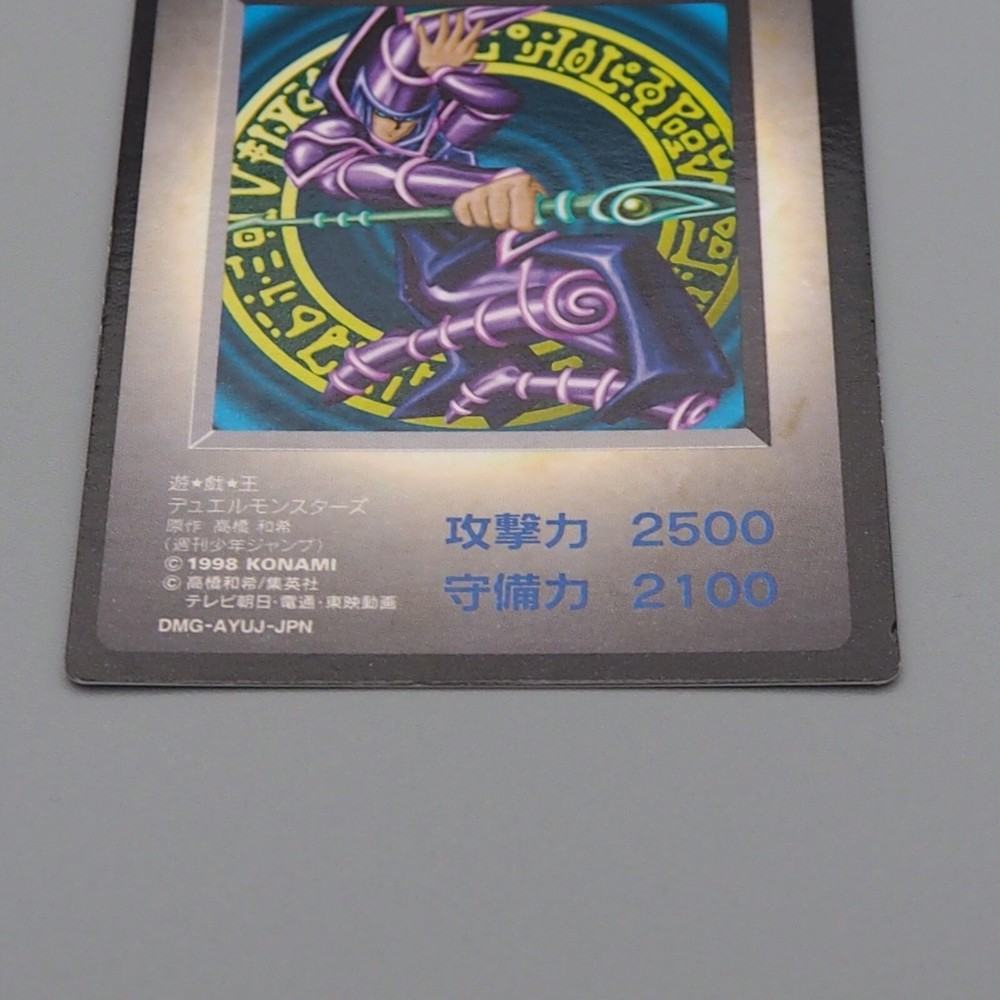 遊★戯★王
デュエルモンスターズ
原作 高橋 和希
(週刊少年ジャンプ)
©1998 KONAMI
©高橋和希/集英社
テレビ朝日·電通·東映動画
DMG-AYUJ-JPN
攻撃力 2500
守備力 2100